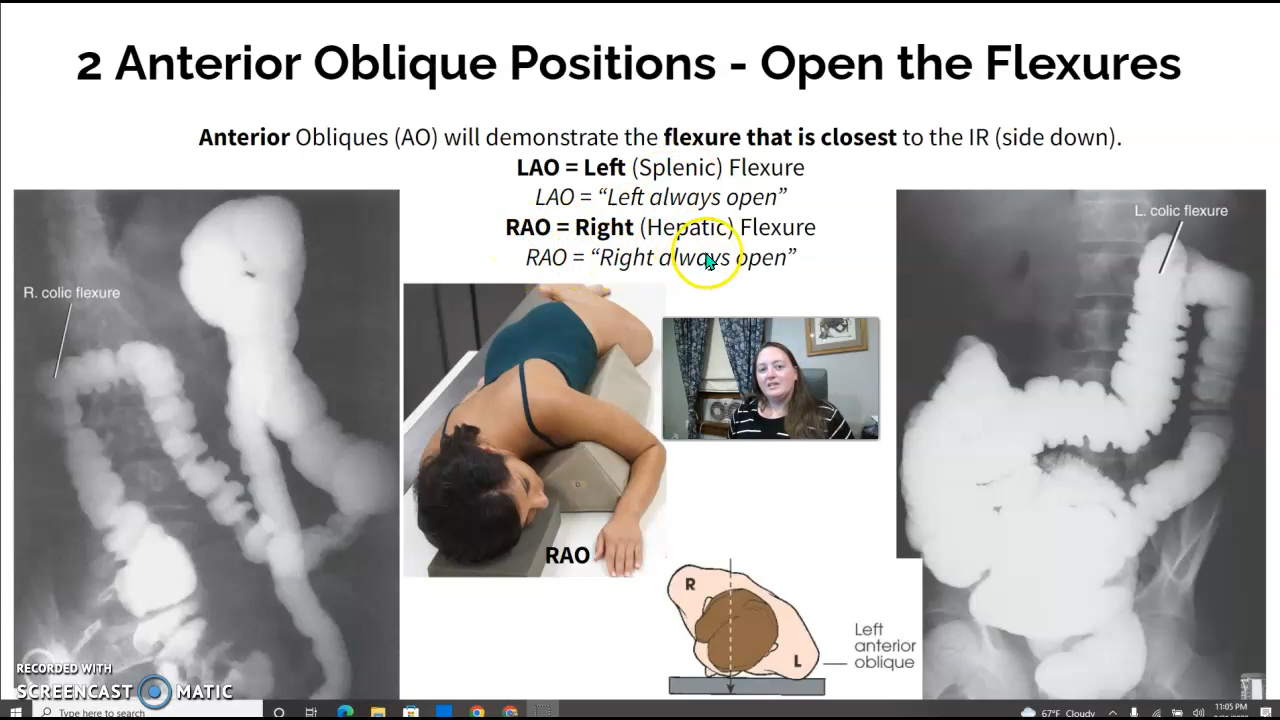 2 Anterior Oblique Positions - Open the Flexures
Anterior Obliques (AO) will demonstrate the flexure that is closest to the IR (side down).
LAO = Left (Splenic) Flexure
LAO = “Left always open”
RAO = Right (Hepatic) Flexure
RAO = “Right always open”
R. colic flexure
L. colic flexure
RAO
R
L
Left
anterior
oblique
RECORDED WITH
SCREENCAST MATIC
Type here to search
67°F Cloudy
11:05 PM